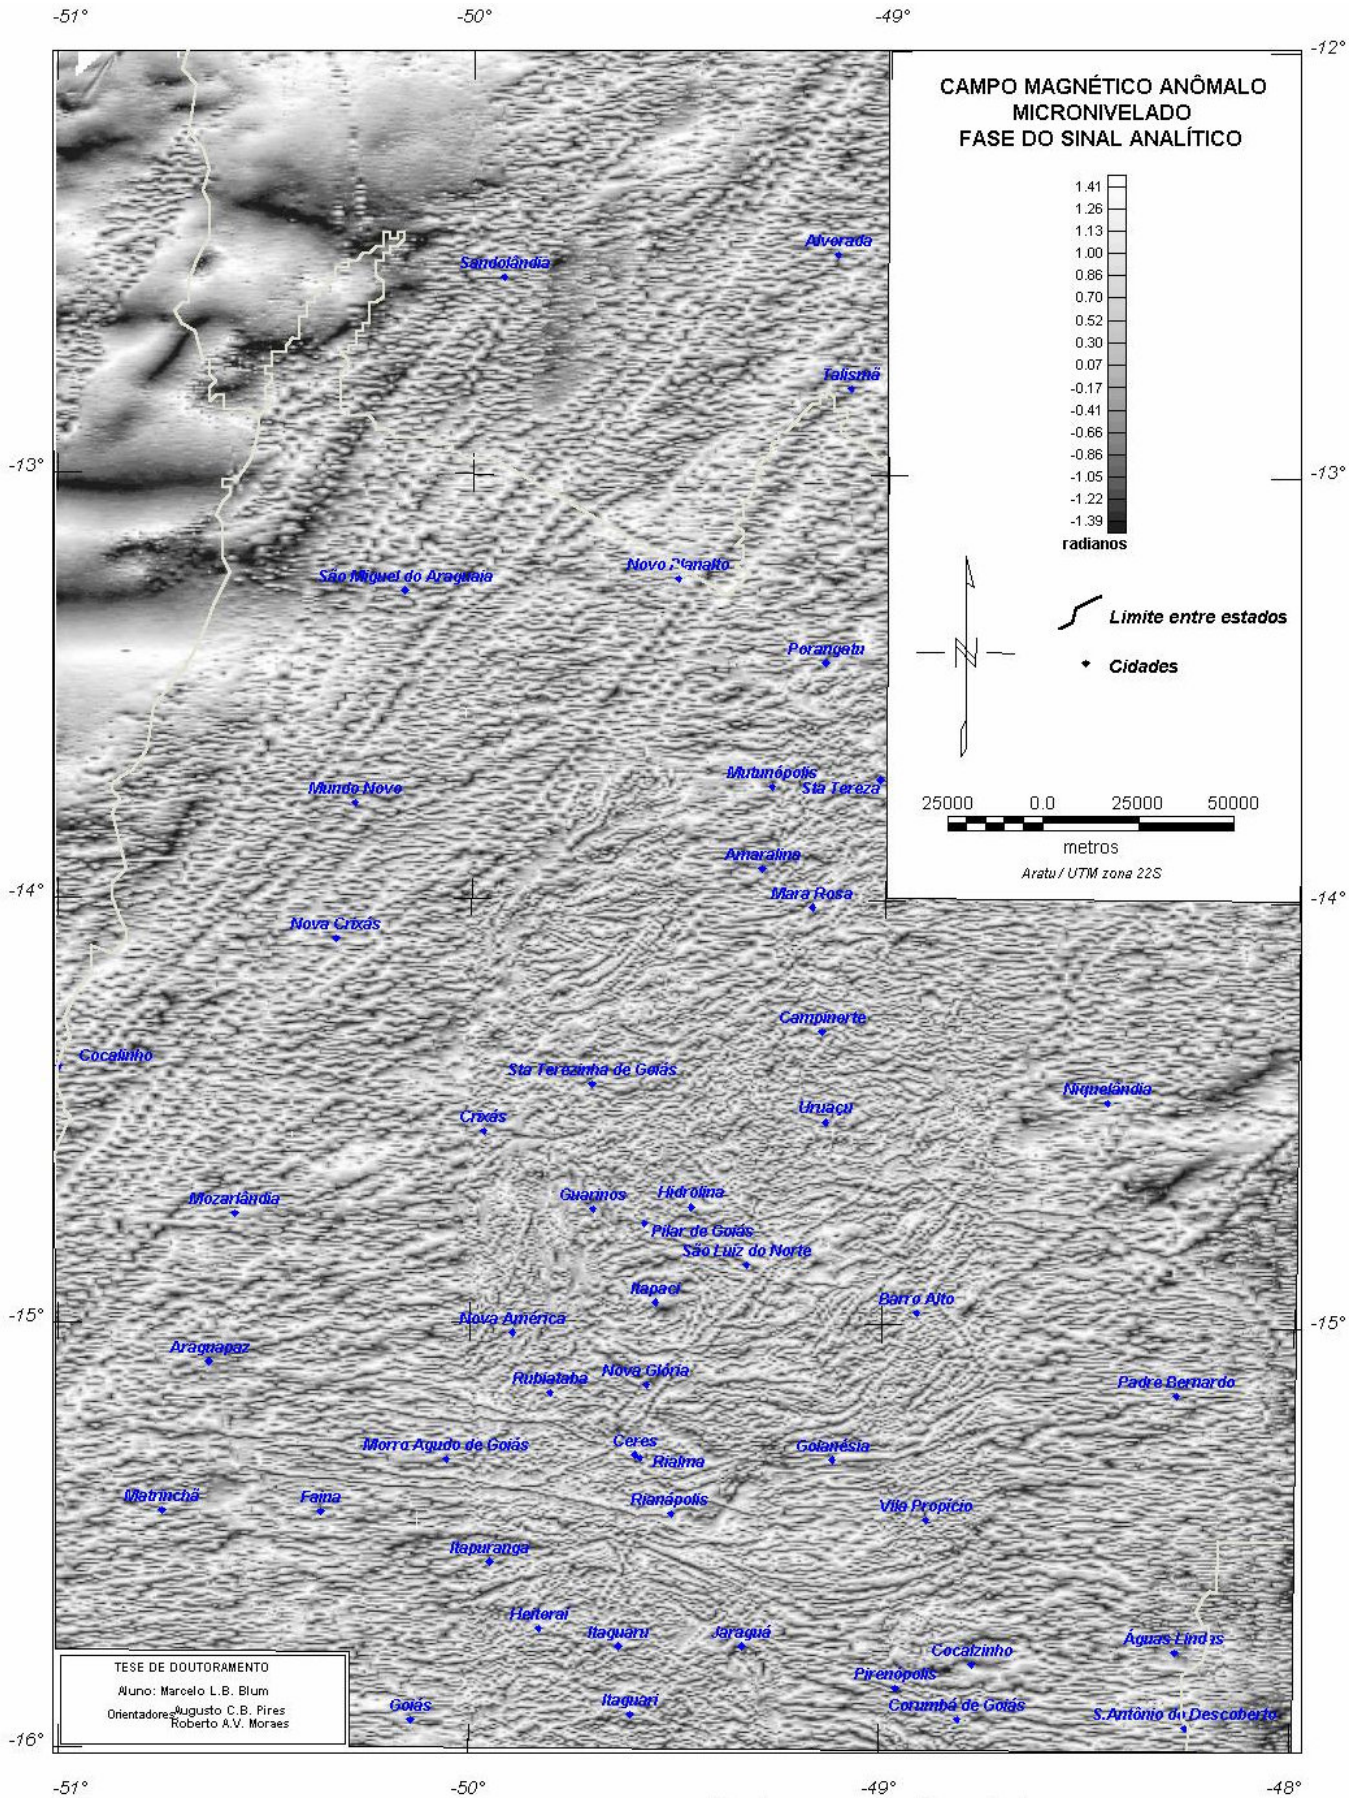 -51°
-50°
-49°
-12°
CAMPO MAGNÉTICO ANÔMALO
MICRONIVELADO
FASE DO SINAL ANALÍTICO
1.41
1.26
1.13
1.00
0.86
0.70
0.52
0.30
0.07
-0.17
-0.41
-0.66
-0.86
-1.05
-1.22
-1.39
radianos
Limite entre estados
Cidades
N
25000 0.0 25000 50000
metros
Aratu / UTM zona 22S
Alvorada
Sandolândia
Talismã
-13°
-13°
Novo Planalto
São Miguel do Araguaia
Porangatu
Mutunópolis
Sta Tereza
Mundo Novo
Amaralina
Mara Rosa
-14°
-14°
Nova Crixás
Campinorte
Cocalinho
Sta Terezinha de Goiás
Niquelândia
Crixás
Uruaçu
Mozarlândia
Guarinos
Hidrolina
Pilar de Goiás
São Luiz do Norte
Itapaci
Barro Alto
-15°
-15°
Nova América
Araguapaz
Rubiataba
Nova Glória
Padre Bernardo
Morro Agudo de Goiás
Ceres
Rialma
Goianésia
Matrinchã
Faina
Rianápolis
Vila Propício
Itapuranga
Heitoraí
Itaguaru
Jaraguá
Águas Lindas
Cocalzinho
Pirenópolis
Goiás
Itaguari
Corumbá de Goiás
S.Antônio do Descoberto
TESE DE DOUTORAMENTO
Aluno: Marcelo L.B. Blum
Orientadores Augusto C.B. Pires
Roberto A.V. Moraes
-16°
-16°
-51°
-50°
-49°
-48°